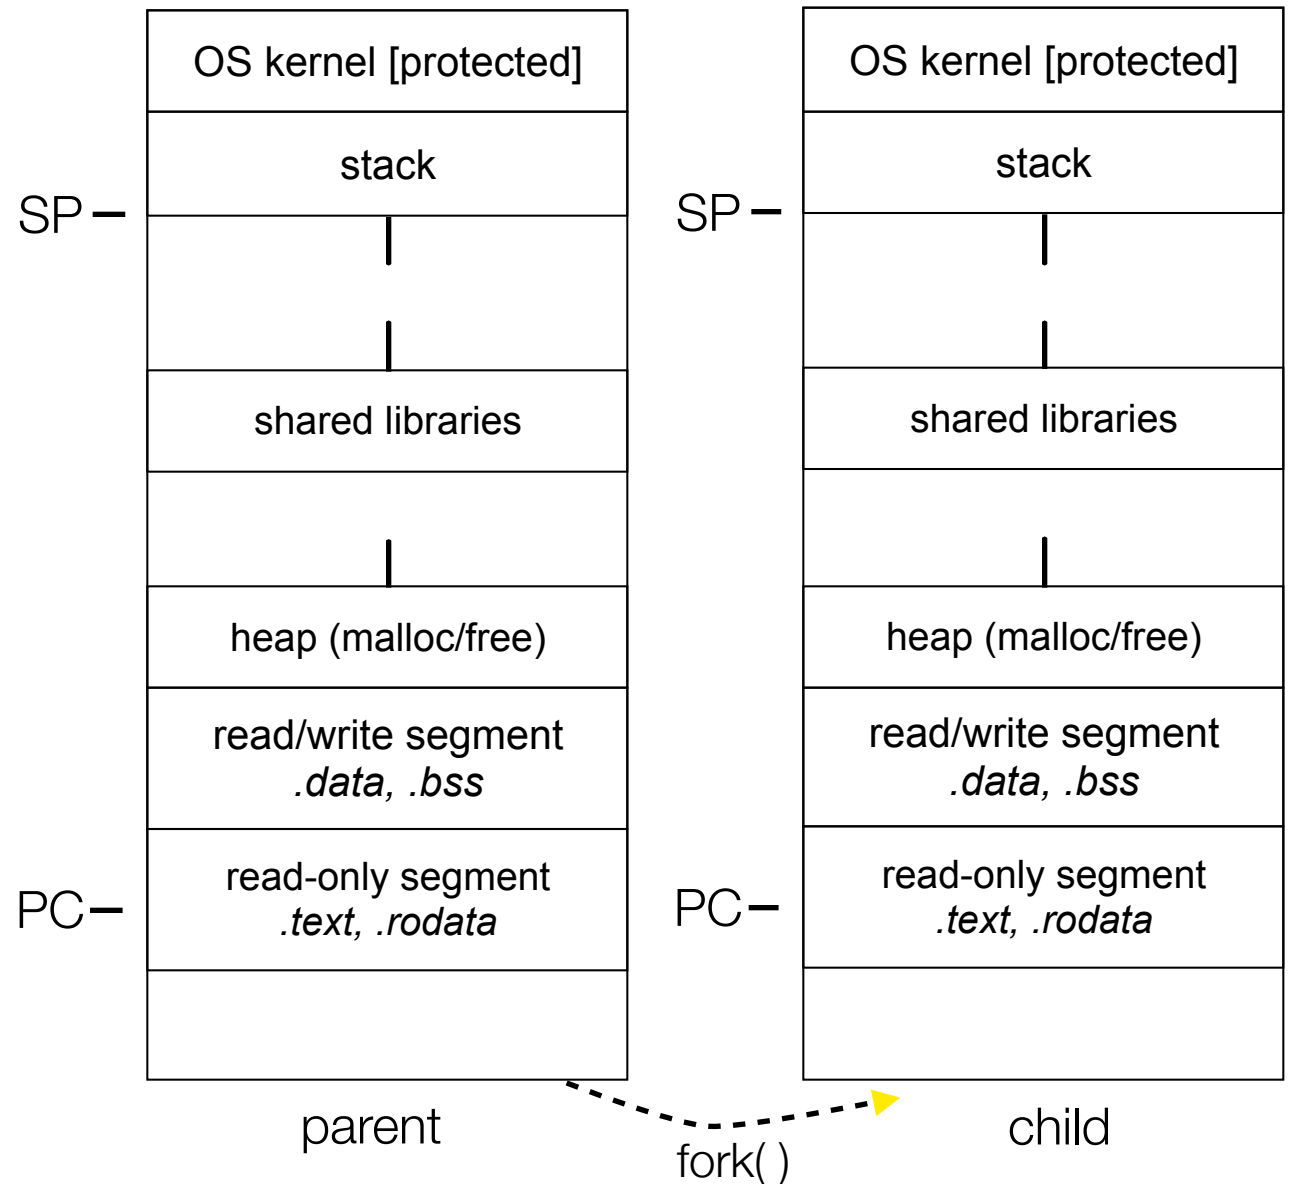 OS kernel [protected]
stack
SP
shared libraries
heap (malloc/free)
read/write segment
.data, .bss
PC
read-only segment
.text, .rodata
parent
OS kernel [protected]
stack
SP
shared libraries
heap (malloc/free)
read/write segment
.data, .bss
PC
read-only segment
.text, .rodata
child
fork( )